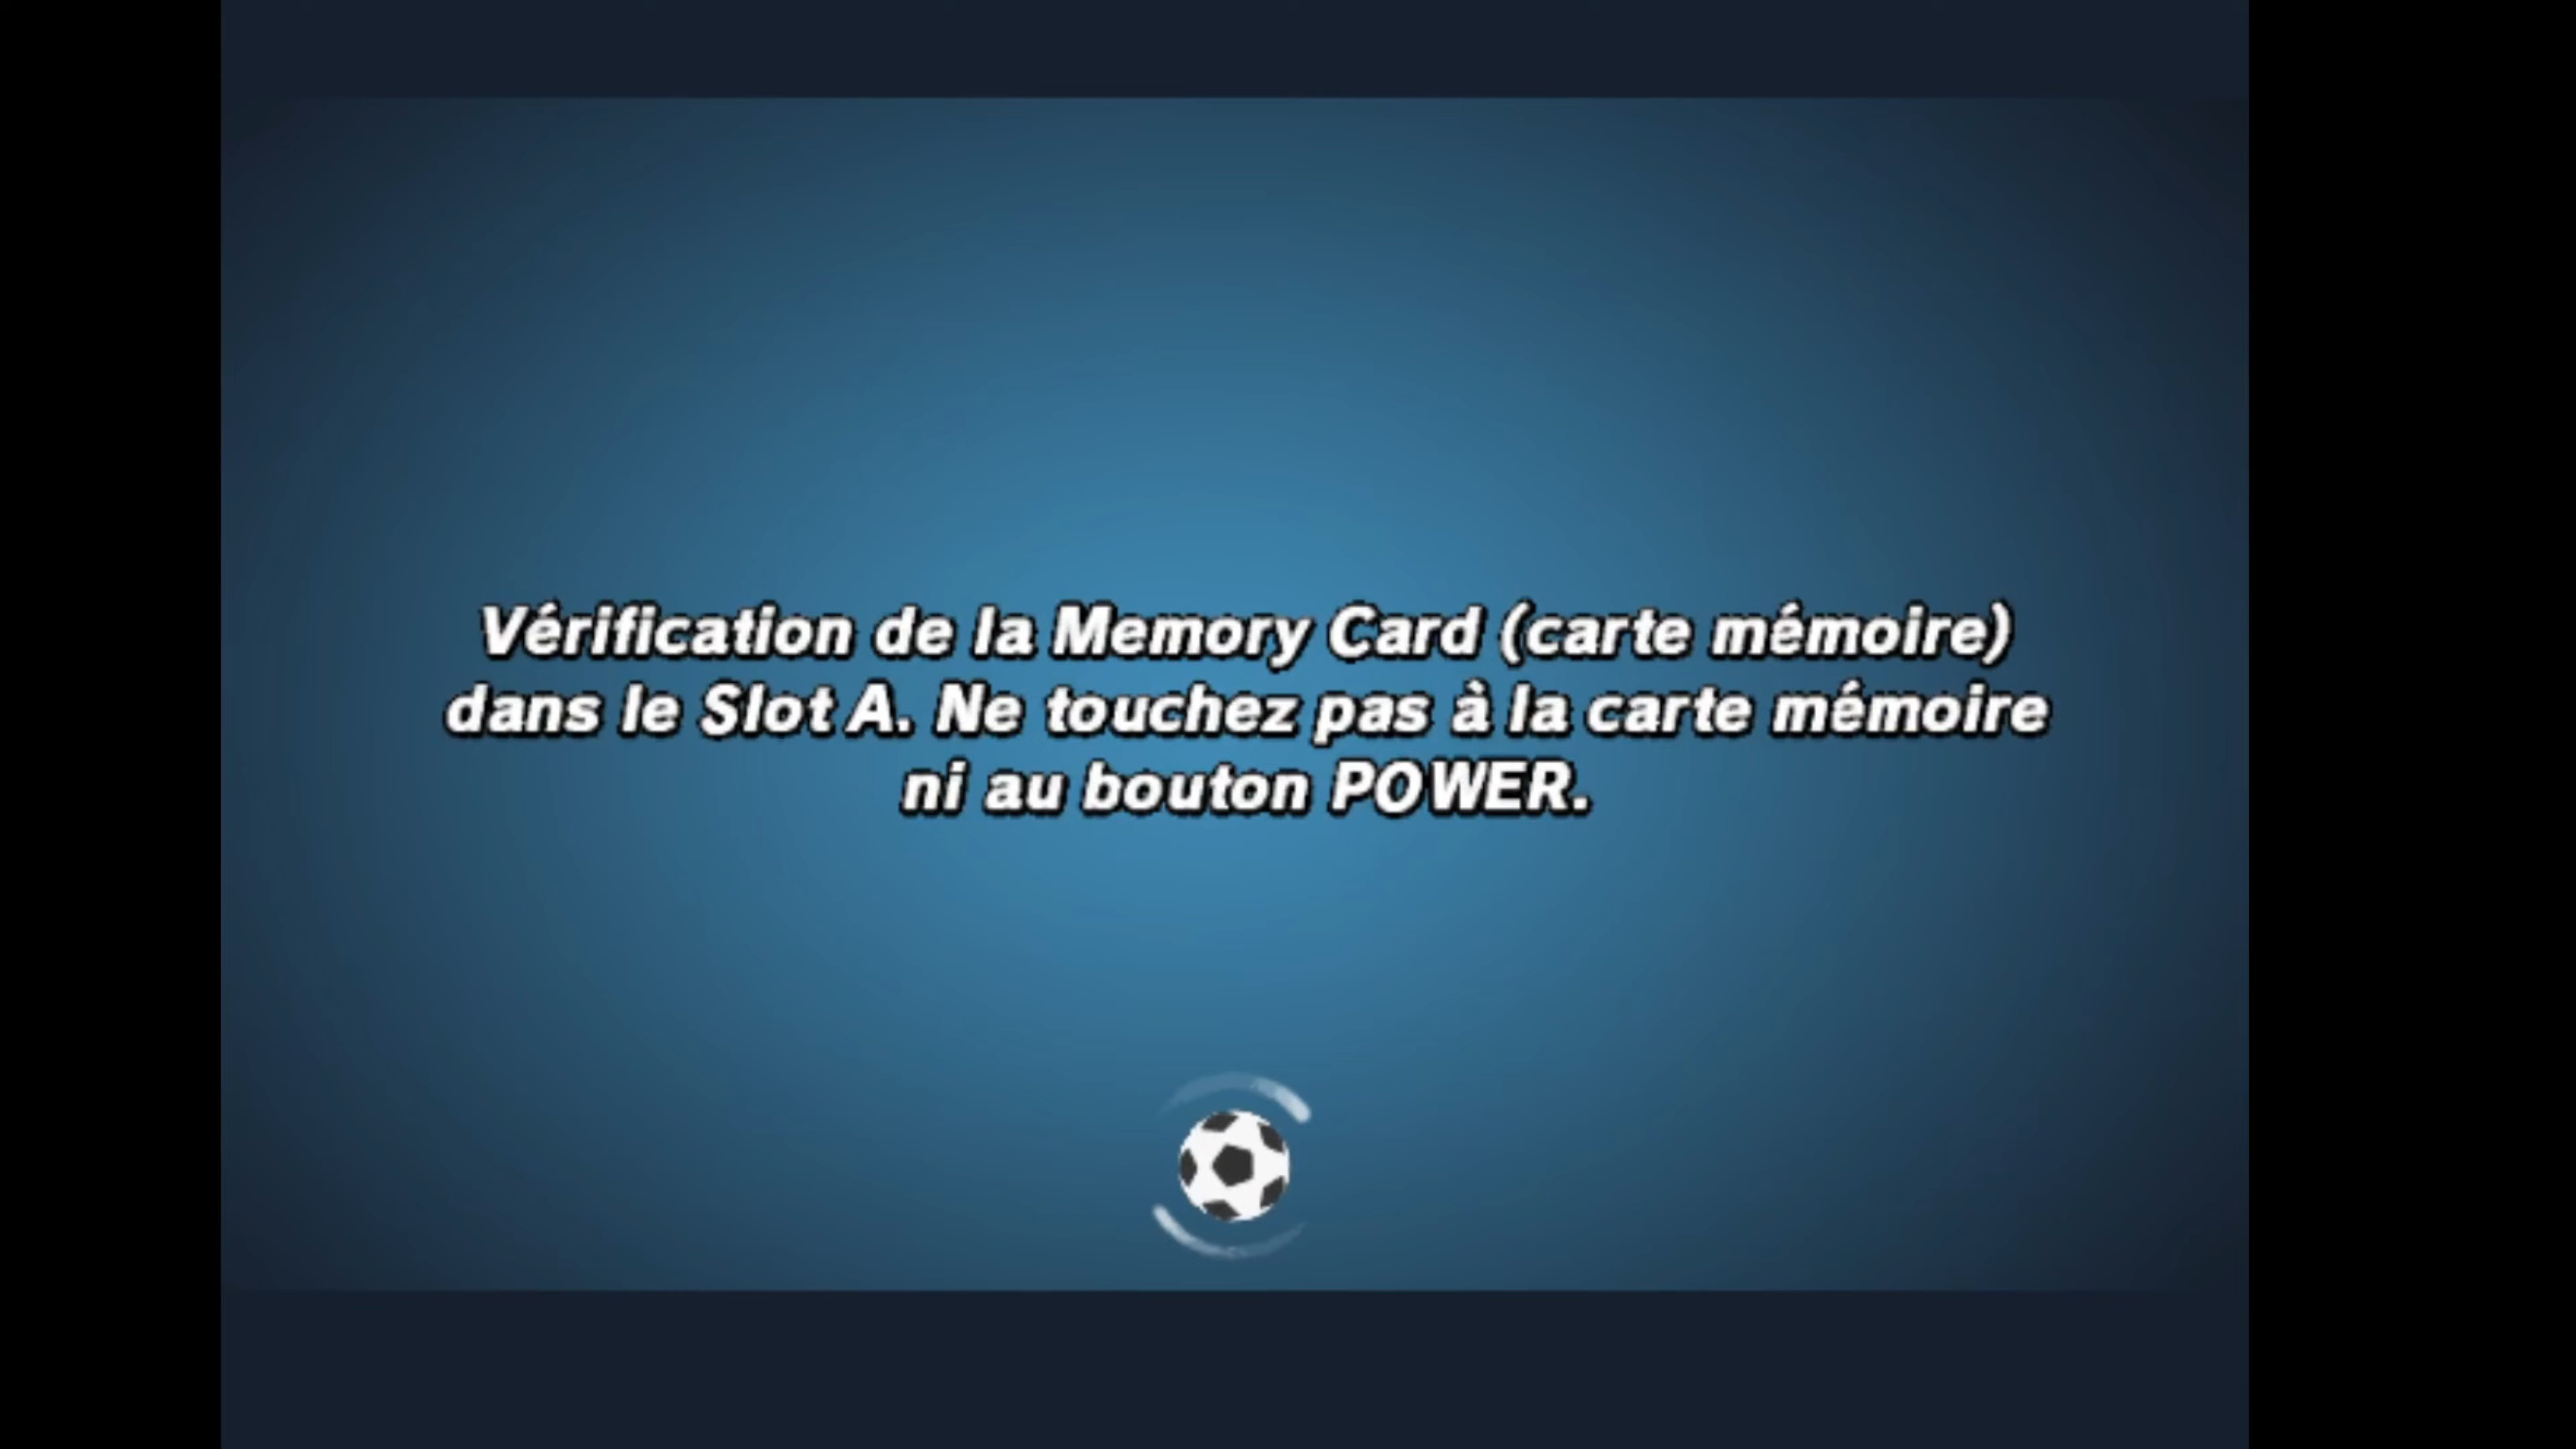 Vérification de la Memory Card (carte mémoire)
dans le Slot A. Ne touchez pas à la carte mémoire
ni au bouton POWER.